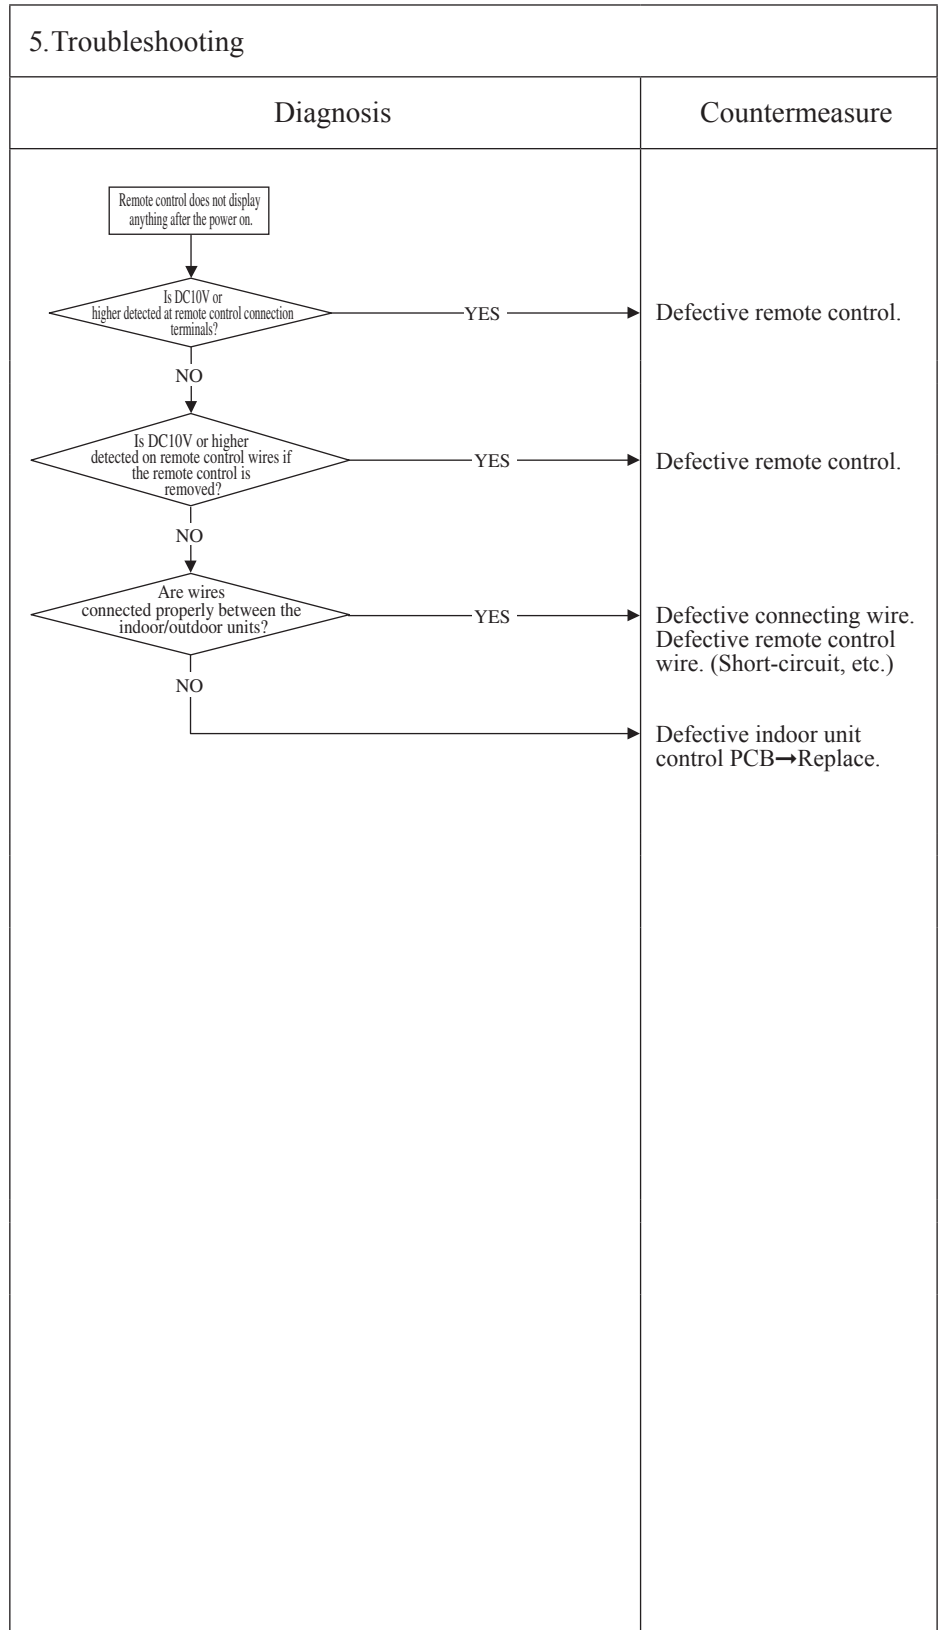 5.Troubleshooting
Diagnosis
Countermeasure
Remote control does not display
anything after the power on.
Is DC10V or
higher detected at remote control connection
terminals?
YES
Defective remote control.
NO
Is DC10V or higher
detected on remote control wires if
the remote control is
removed?
YES
Defective remote control.
NO
Are wires
connected properly between the
indoor/outdoor units?
YES
Defective connecting wire.
Defective remote control
wire. (Short-circuit, etc.)
NO
Defective indoor unit
control PCB→Replace.